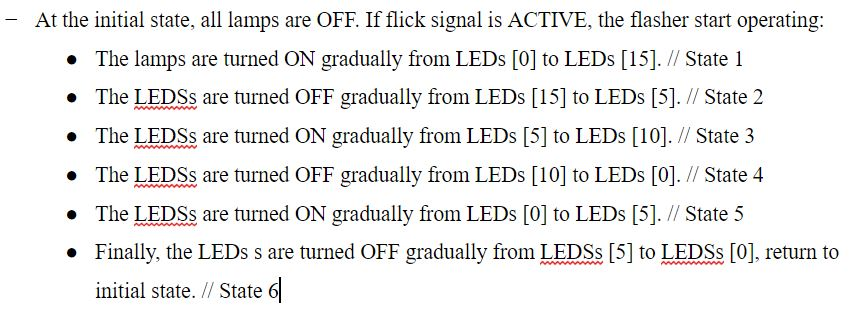 – At the initial state, all lamps are OFF. If flick signal is ACTIVE, the flasher start operating:
● The lamps are turned ON gradually from LEDs [0] to LEDs [15]. // State 1
● The LEDSs are turned OFF gradually from LEDs [15] to LEDs [5]. // State 2
● The LEDSs are turned ON gradually from LEDs [5] to LEDs [10]. // State 3
● The LEDSs are turned OFF gradually from LEDs [10] to LEDs [0]. // State 4
● The LEDSs are turned ON gradually from LEDs [0] to LEDs [5]. // State 5
● Finally, the LEDs s are turned OFF gradually from LEDSs [5] to LEDSs [0], return to
initial state. // State 6